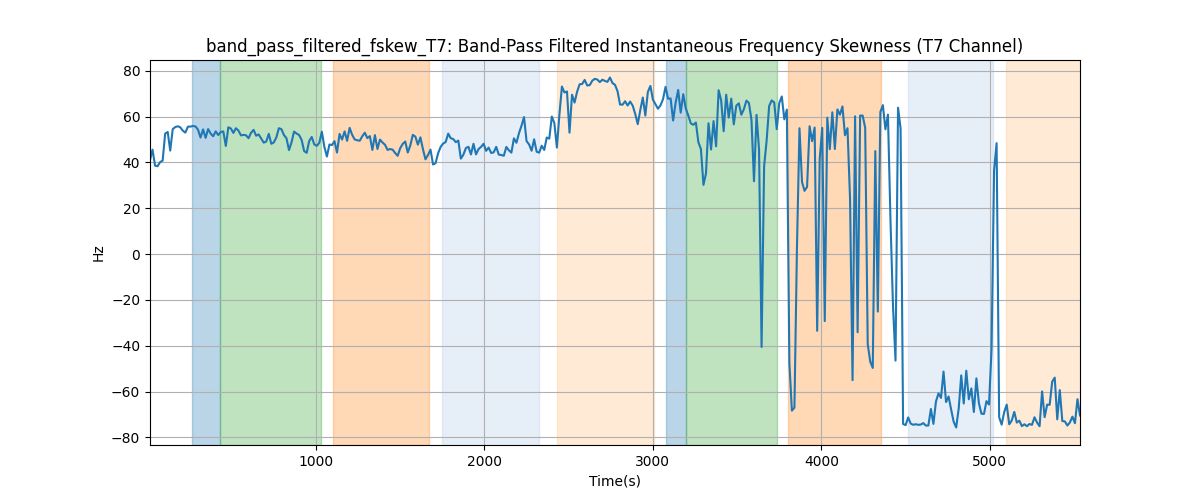 band_pass_filtered_fskew_T7: Band-Pass Filtered Instantaneous Frequency Skewness (T7 Channel)
80
60
40
20
0
−20
−40
−60
−80
Hz
1000 2000 3000 4000 5000
Time(s)